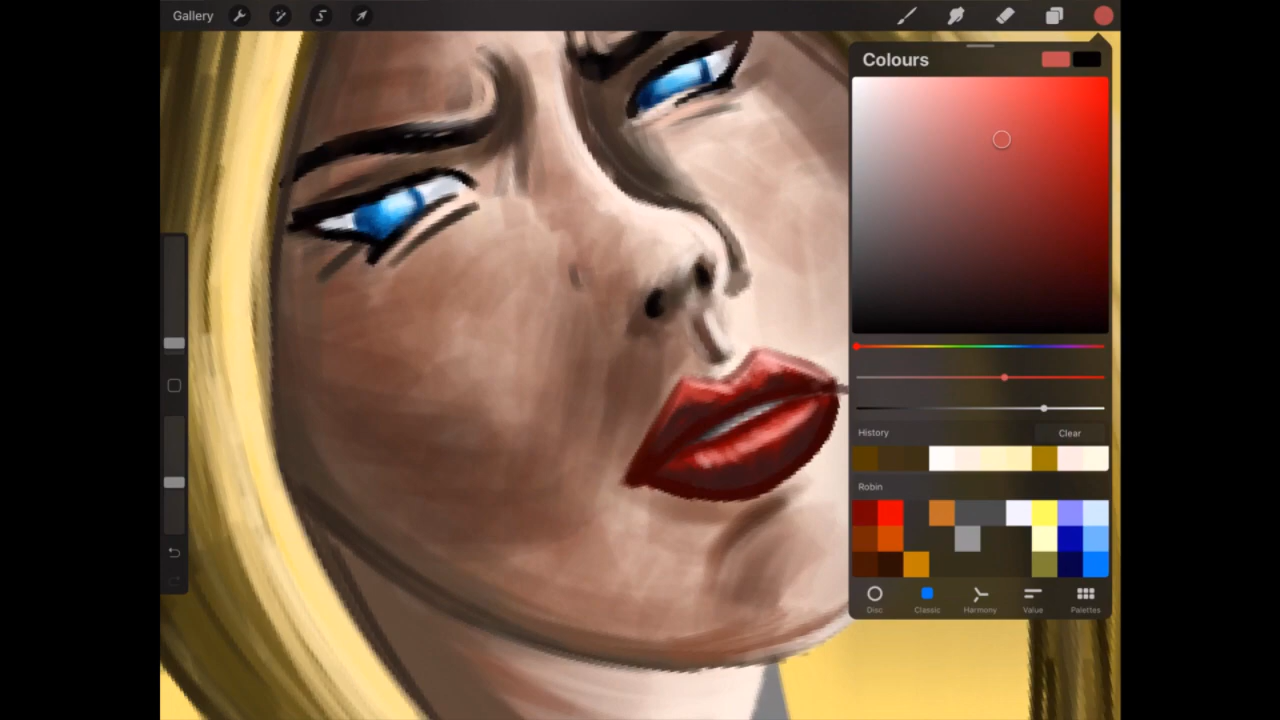 Gallery
Colours
History Clear
Robin
Disc Classic Harmony Value Palettes